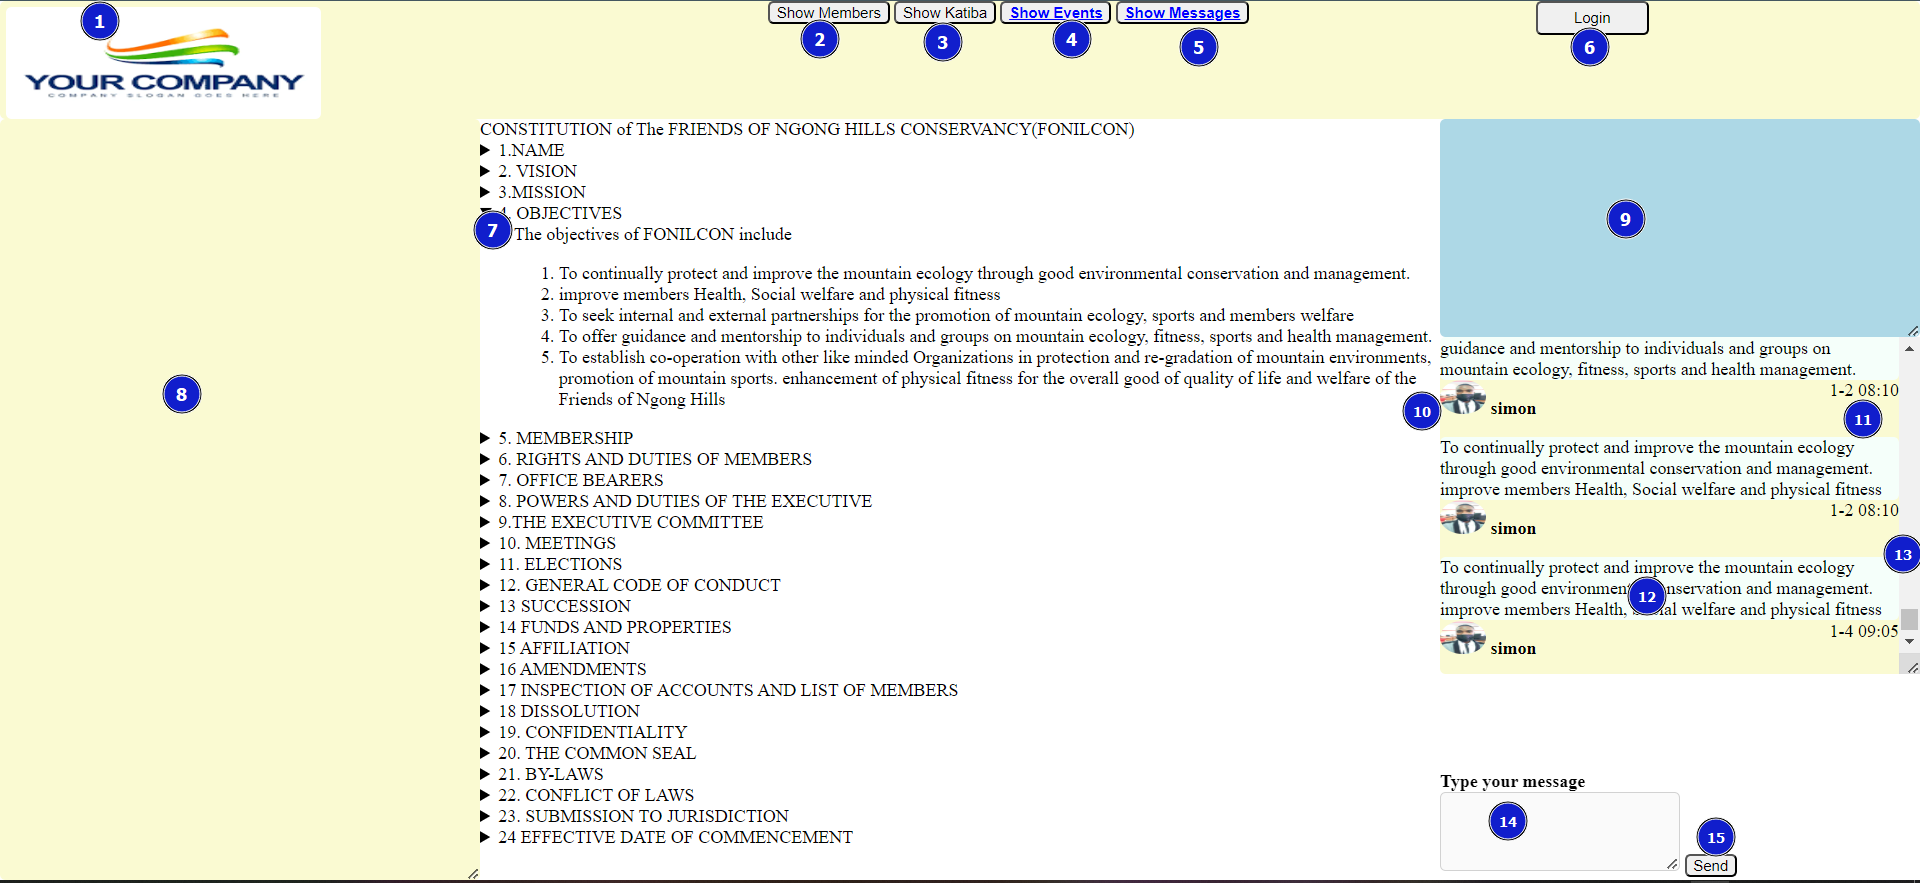 1
YOUR COMPANY
COMPANY SLOGAN GOES HERE
Show Members
Show Katiba
Show Events
Show Messages
Login
2
3
4
5
6
CONSTITUTION of The FRIENDS OF NGONG HILLS CONSERVANCY(FONILCON)
1.NAME
2. VISION
3.MISSION
4. OBJECTIVES
7
The objectives of FONILCON include
1. To continually protect and improve the mountain ecology through good environmental conservation and management.
2. improve members Health, Social welfare and physical fitness
3. To seek internal and external partnerships for the promotion of mountain ecology, sports and members welfare
4. To offer guidance and mentorship to individuals and groups on mountain ecology, fitness, sports and health management.
5. To establish co-operation with other like minded Organizations in protection and re-gradation of mountain environments,
promotion of mountain sports. enhancement of physical fitness for the overall good of quality of life and welfare of the
Friends of Ngong Hills
5. MEMBERSHIP
6. RIGHTS AND DUTIES OF MEMBERS
7. OFFICE BEARERS
8. POWERS AND DUTIES OF THE EXECUTIVE
9.THE EXECUTIVE COMMITTEE
10. MEETINGS
11. ELECTIONS
12. GENERAL CODE OF CONDUCT
13 SUCCESSION
14 FUNDS AND PROPERTIES
15 AFFILIATION
16 AMENDMENTS
17 INSPECTION OF ACCOUNTS AND LIST OF MEMBERS
18 DISSOLUTION
19. CONFIDENTIALITY
20. THE COMMON SEAL
21. BY-LAWS
22. CONFLICT OF LAWS
23. SUBMISSION TO JURISDICTION
24 EFFECTIVE DATE OF COMMENCEMENT
8
9
guidance and mentorship to individuals and groups on
mountain ecology, fitness, sports and health management.
1-2 08:10
simon
10
11
To continually protect and improve the mountain ecology
through good environmental conservation and management.
improve members Health, Social welfare and physical fitness
1-2 08:10
simon
13
To continually protect and improve the mountain ecology
through good conservation and management.
12
improve members Health, welfare and physical fitness
1-4 09:05
simon
Type your message
14
15
Send